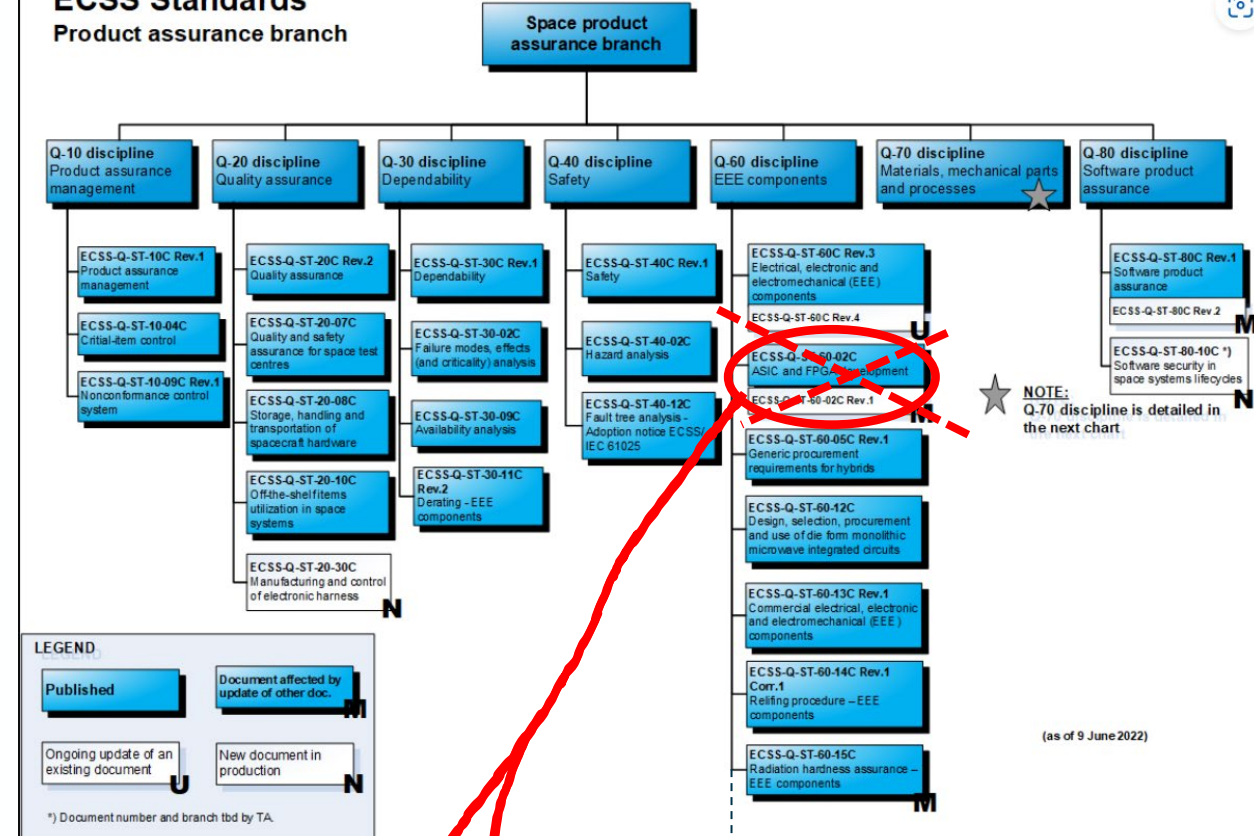 ECSS Standards
Product assurance branch
Space product
assurance branch
Q-10 discipline
Product assurance
management
ECSS-Q-ST-10C Rev.1
Product assurance
management
ECSS-Q-ST-10-04C
Critial-item control
ECSS-Q-ST-10-09C Rev.1
Nonconformance control
system
Q-20 discipline
Quality assurance
ECSS-Q-ST-20C Rev.2
Quality assurance
ECSS-Q-ST-20-07C
Quality and safety
assurance for space test
centres
ECSS-Q-ST-20-08C
Storage, handling and
transportation of
spacecraft hardware
ECSS-Q-ST-20-10C
Off-the-shelf items
utilization in space
systems
ECSS-Q-ST-20-30C
Manufacturing and control
of electronic harness
N
Q-30 discipline
Dependability
ECSS-Q-ST-30C Rev.1
Dependability
ECSS-Q-ST-30-02C
Failure modes, effects
(and criticality) analysis
ECSS-Q-ST-30-09C
Availability analysis
ECSS-Q-ST-30-11C
Rev.2
Derating - EEE
components
Q-40 discipline
Safety
ECSS-Q-ST-40C Rev.1
Safety
ECSS-Q-ST-40-02C
Hazard analysis
ECSS-Q-ST-40-12C
Fault tree analysis -
Adoption notice ECSS/
IEC 61025
Q-60 discipline
EEE components
ECSS-Q-ST-60C Rev.3
Electrical, electronic and
electromechanical (EEE)
components
ECSS-Q-ST-60C Rev.4
U
ECSS-Q-ST-60-02C
ASIC and FPGA development
ECSS-Q-ST-60-02C Rev.1
M
ECSS-Q-ST-60-05C Rev.1
Generic procurement
requirements for hybrids
ECSS-Q-ST-60-12C
Design, selection, procurement
and use of die form monolithic
microwave integrated circuits
ECSS-Q-ST-60-13C Rev.1
Commercial electrical, electronic
and electromechanical (EEE)
components
ECSS-Q-ST-60-14C Rev.1
Corr.1
Relifing procedure – EEE
components
ECSS-Q-ST-60-15C
Radiation hardness assurance –
EEE components
M
Q-70 discipline
Materials, mechanical parts
and processes
Q-80 discipline
Software product
assurance
ECSS-Q-ST-80C Rev.1
Software product
assurance
ECSS-Q-ST-80C Rev.2
M
ECSS-Q-ST-80-10C *)
Software security in
space systems lifecycles
N
NOTE:
Q-70 discipline is detailed in
the next chart
(as of 9 June 2022)
LEGEND
Published
Document affected by
update of other doc.
M
Ongoing update of an
existing document
U
New document in
production
N
*) Document number and branch tbd by TA.